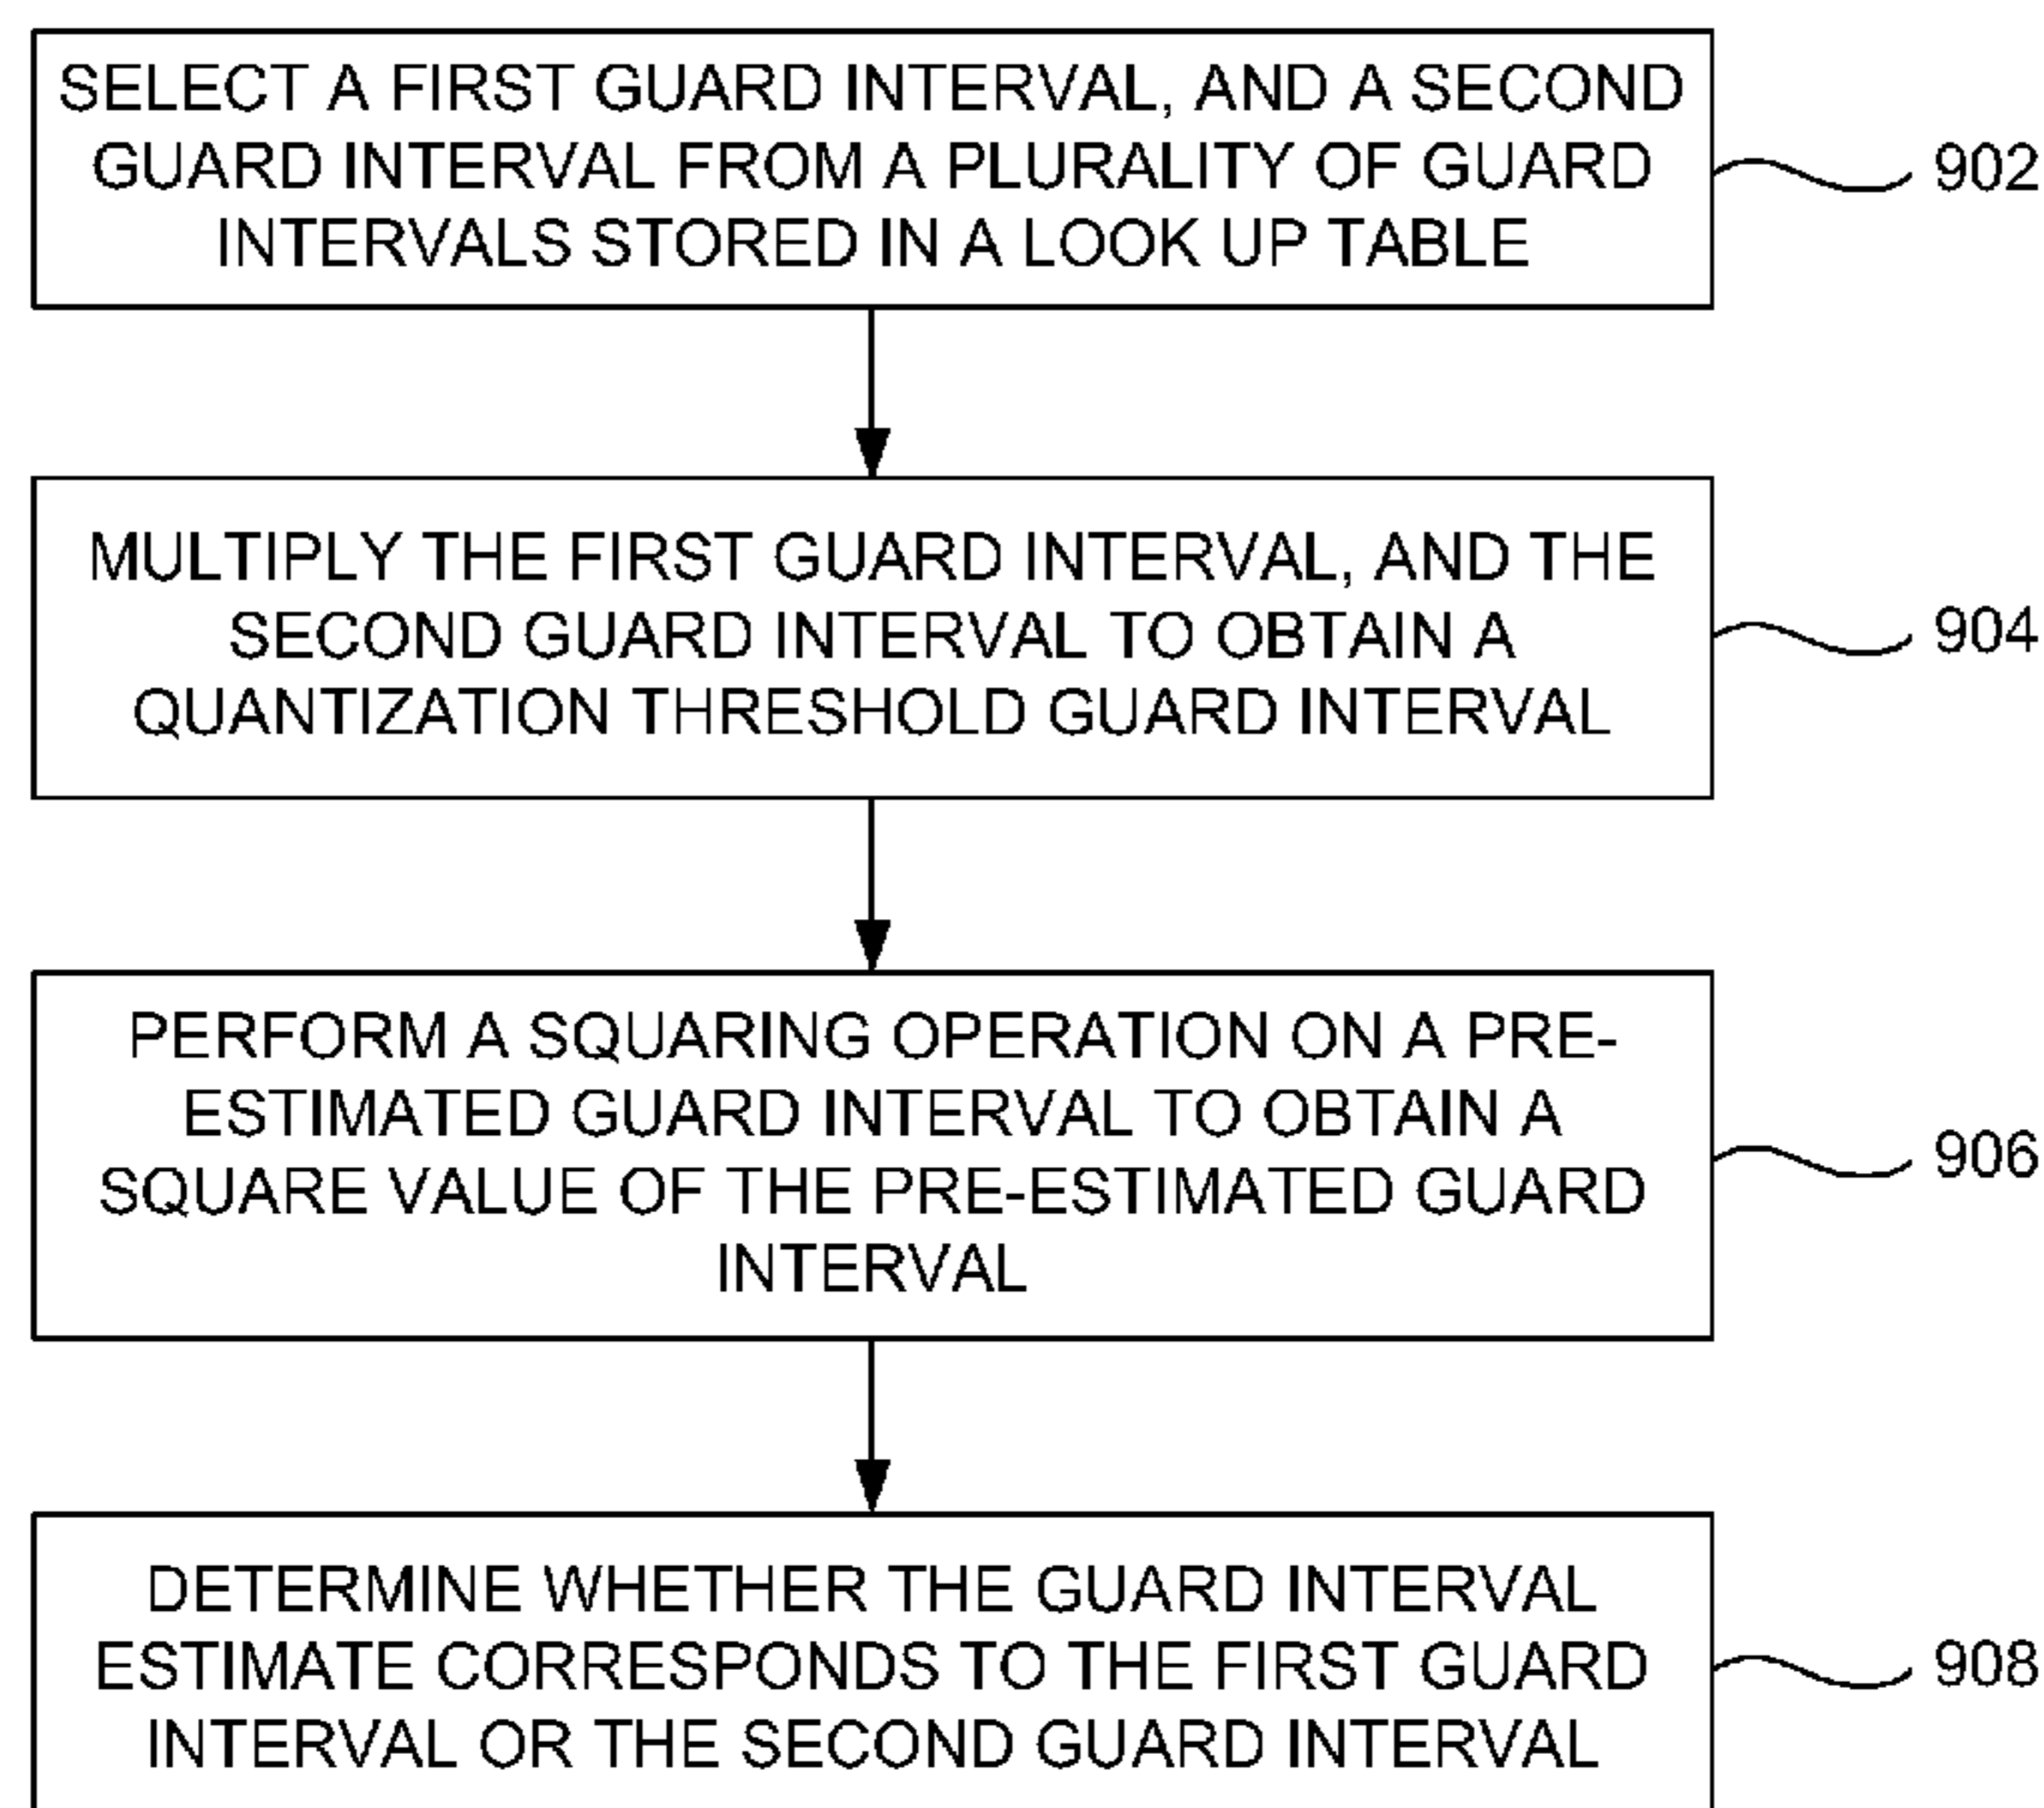 SELECT A FIRST GUARD INTERVAL, AND A SECOND
GUARD INTERVAL FROM A PLURALITY OF GUARD
INTERVALS STORED IN A LOOK UP TABLE
902
MULTIPLY THE FIRST GUARD INTERVAL, AND THE
SECOND GUARD INTERVAL TO OBTAIN A
QUANTIZATION THRESHOLD GUARD INTERVAL
904
PERFORM A SQUARING OPERATION ON A PRE-
ESTIMATED GUARD INTERVAL TO OBTAIN A
SQUARE VALUE OF THE PRE-ESTIMATED GUARD
INTERVAL
906
DETERMINE WHETHER THE GUARD INTERVAL
ESTIMATE CORRESPONDS TO THE FIRST GUARD
INTERVAL OR THE SECOND GUARD INTERVAL
908